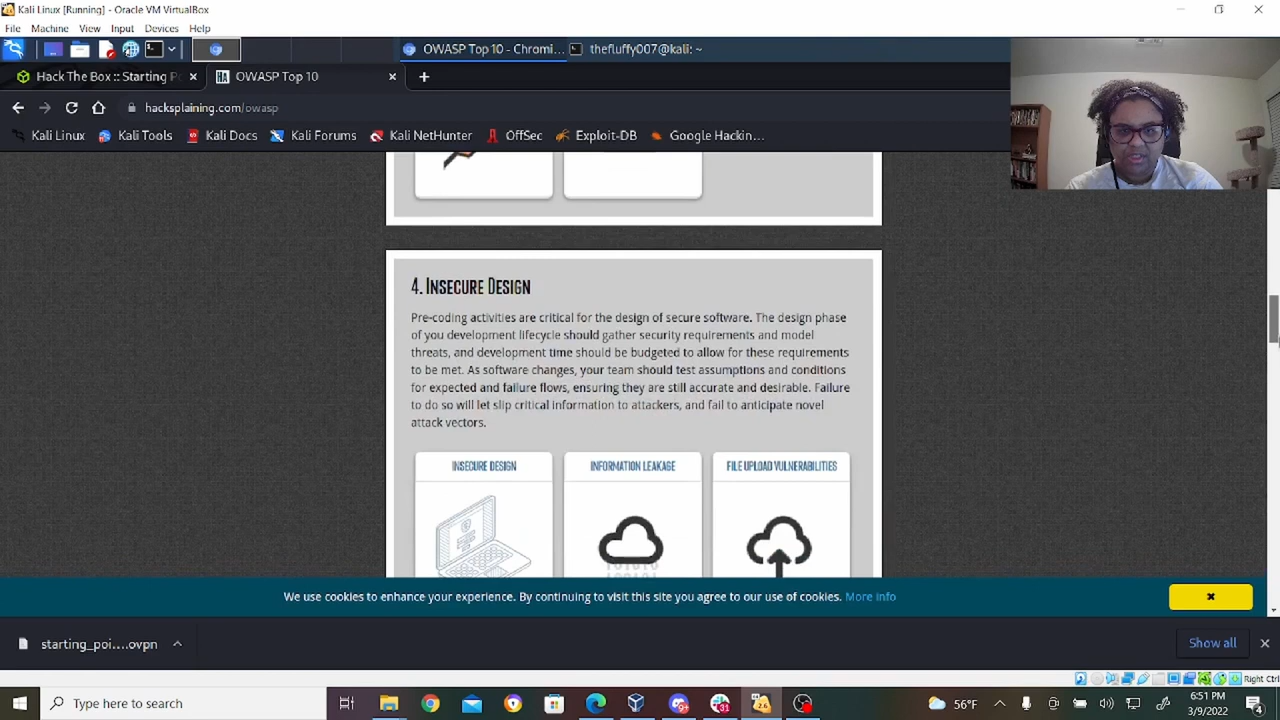 Kali Linux [Running] - Oracle VM VirtualBox
File Machine View Input Devices Help
OWASP Top 10 - Chromi...
thefluffy007@kali: ~
Hack The Box :: Starting P
OWASP Top 10
hacksplaining.com/owasp
Kali Linux
Kali Tools
Kali Docs
Kali Forums
Kali NetHunter
OffSec
Exploit-DB
Google Hackin...
4. INSECURE DESIGN
Pre-coding activities are critical for the design of secure software. The design phase
of you development lifecycle should gather security requirements and model
threats, and development time should be budgeted to allow for these requirements
to be met. As software changes, your team should test assumptions and conditions
for expected and failure flows, ensuring they are still accurate and desirable. Failure
to do so will let slip critical information to attackers, and fail to anticipate novel
attack vectors.
INSECURE DESIGN
INFORMATION LEAKAGE
FILE UPLOAD VULNERABILITIES
We use cookies to enhance your experience. By continuing to visit this site you agree to our use of cookies. More info
starting_poi....ovpn
Show all
Right Ctrl
Type here to search
56°F
6:51 PM
3/9/2022